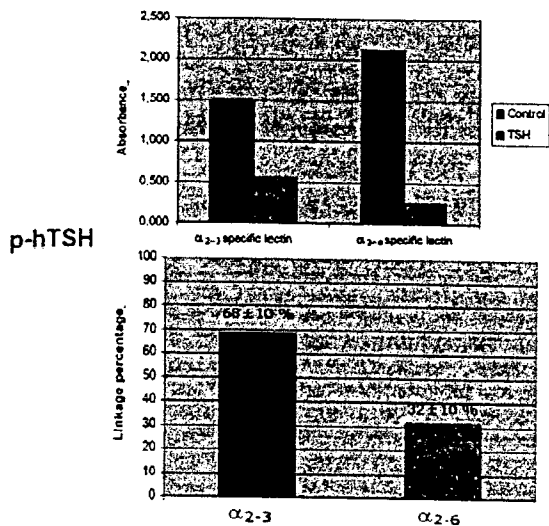 2,500
2,000
1,500
1,000
0,500
0,000
Absorbance
Control
TSH
α2-3 specific lectin
α2-6 specific lectin
p-hTSH
100
90
80
70
60
50
40
30
20
10
0
Linkage percentage
68 ± 10 %
32 ± 10 %
α2-3
α2-6